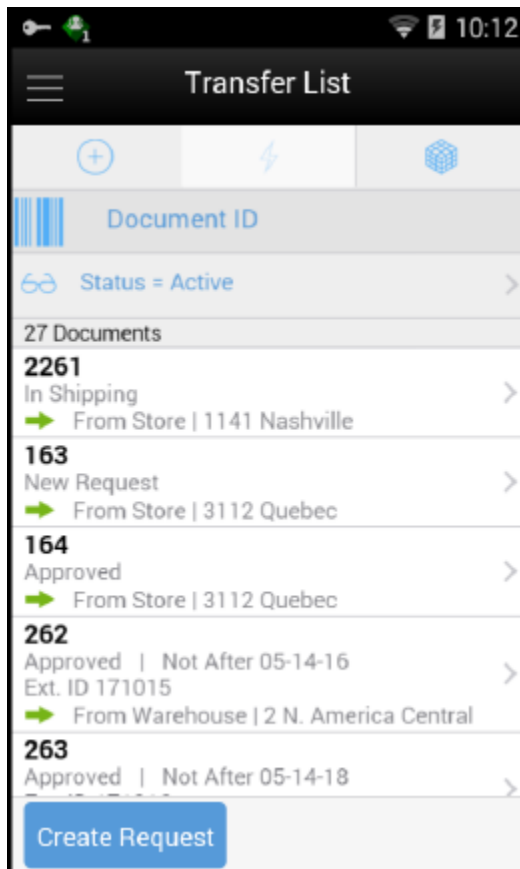 1
10:12
Transfer List
Document ID
Status = Active
27 Documents
2261
In Shipping
From Store | 1141 Nashville
163
New Request
From Store | 3112 Quebec
164
Approved
From Store | 3112 Quebec
262
Approved | Not After 05-14-16
Ext. ID 171015
From Warehouse | 2 N. America Central
263
Approved | Not After 05-14-18
Create Request